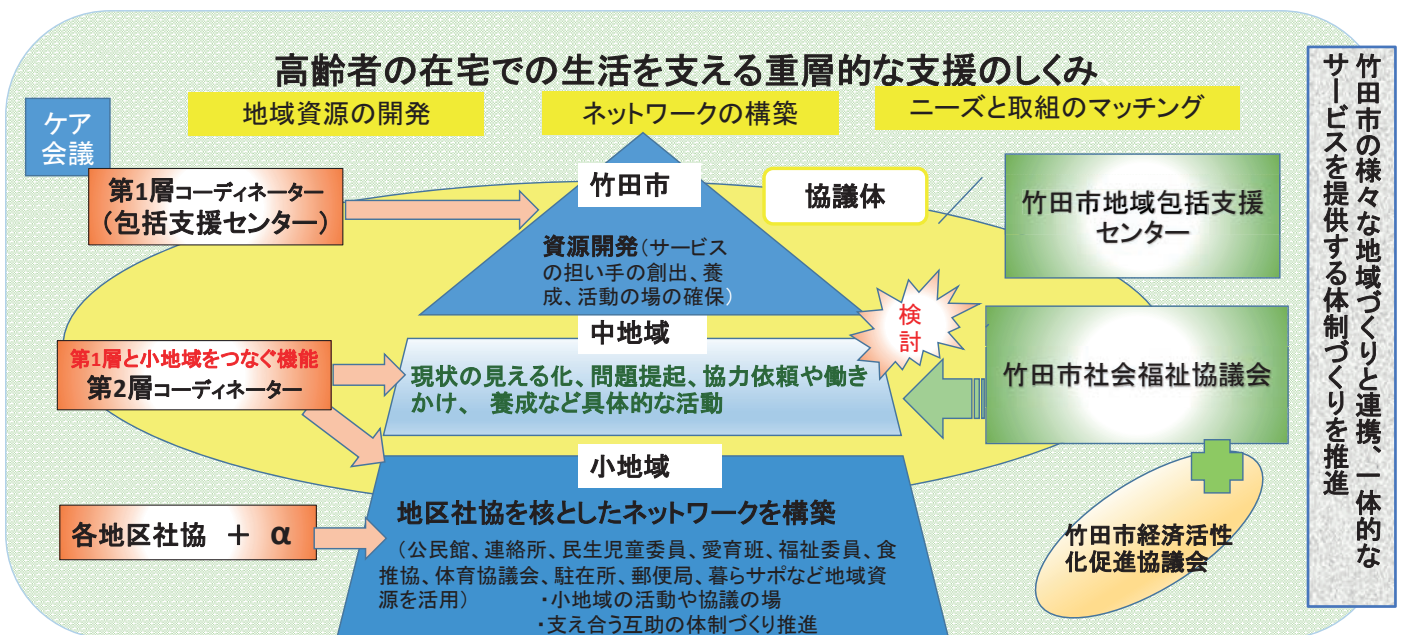 高齢者の在宅での生活を支える重層的な支援のしくみ
地域資源の開発
ネットワークの構築
ニーズと取組のマッチング
ケア
会議
第1層コーディネーター
（包括支援センター）
竹田市
協議体
竹田市地域包括支援
センター
資源開発（サービス
の担い手の創出、養
成、活動の場の確保）
検
討
中地域
第1層と小地域をつなぐ機能
第2層コーディネーター
現状の見える化、問題提起、協力依頼や働き
かけ、 養成など具体的な活動
竹田市社会福祉協議会
小地域
各地区社協 ＋ α
地区社協を核としたネットワークを構築
（公民館、連絡所、民生児童委員、愛育班、福祉委員、食
推協、体育協議会、駐在所、郵便局、暮らサポなど地域資
源を活用） ・小地域の活動や協議の場
・支え合う互助の体制づくり推進
竹田市経済活性
化促進協議会
竹田市の様々な地域づくりと連携、一体的な
サービスを提供する体制づくりを推進